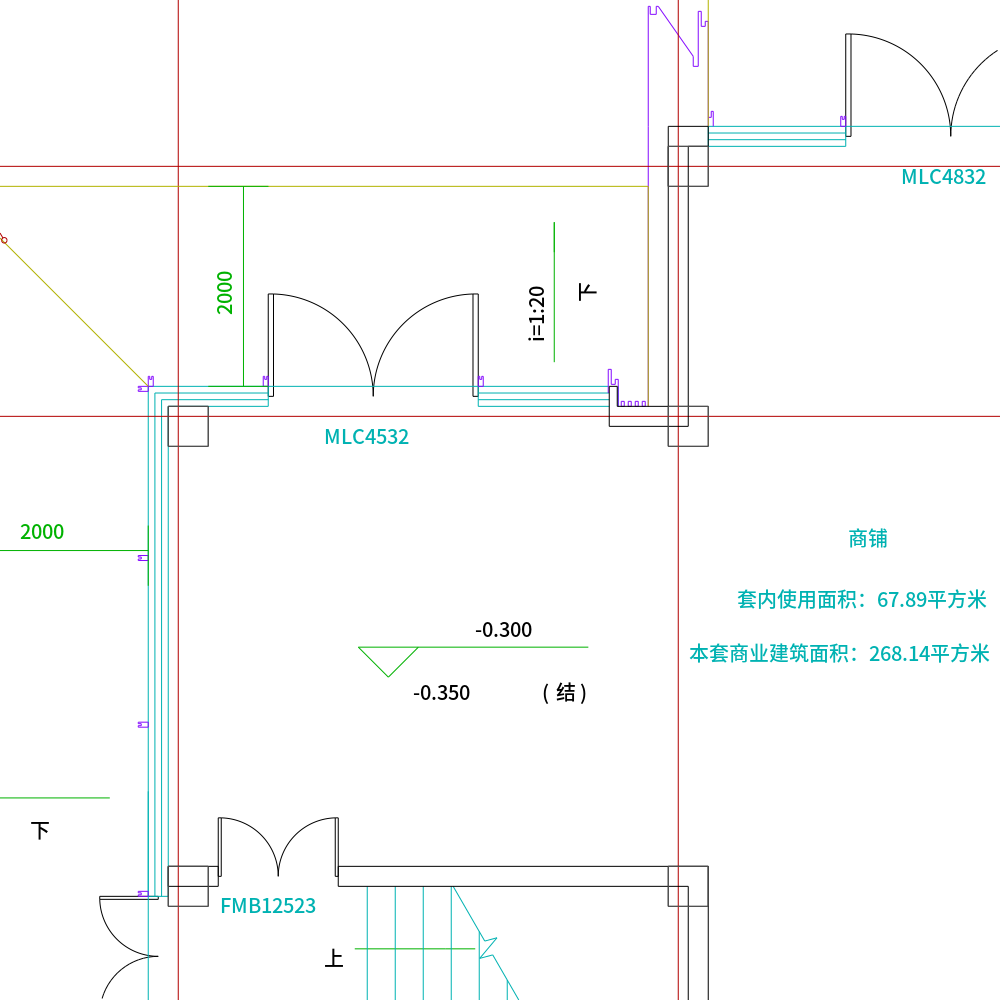 MLC4832
2000
i=1:20
下
MLC4532
2000
商铺
套内使用面积：67.89平方米
本套商业建筑面积：268.14平方米
-0.300
-0.350 （结）
下
FMB12523
上